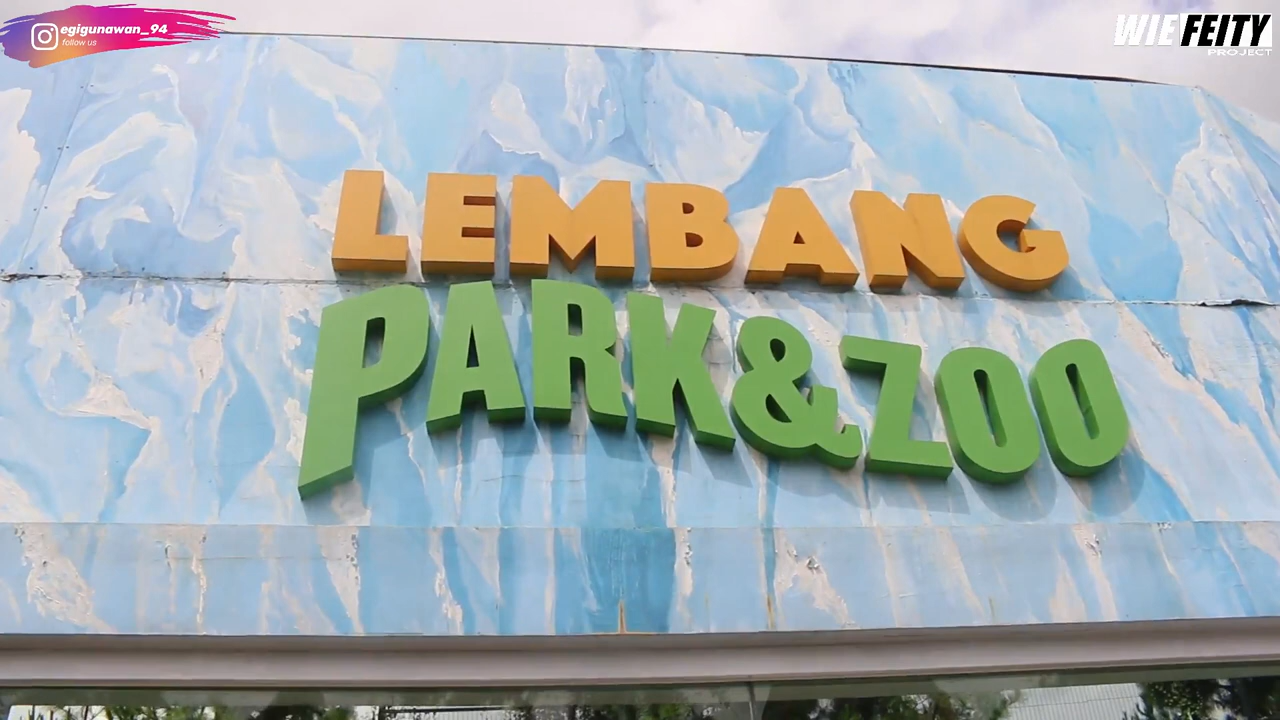 egigunawan_94
follow us
WIE FEITY
PROJECT
LEMBANG
PARK&ZOO